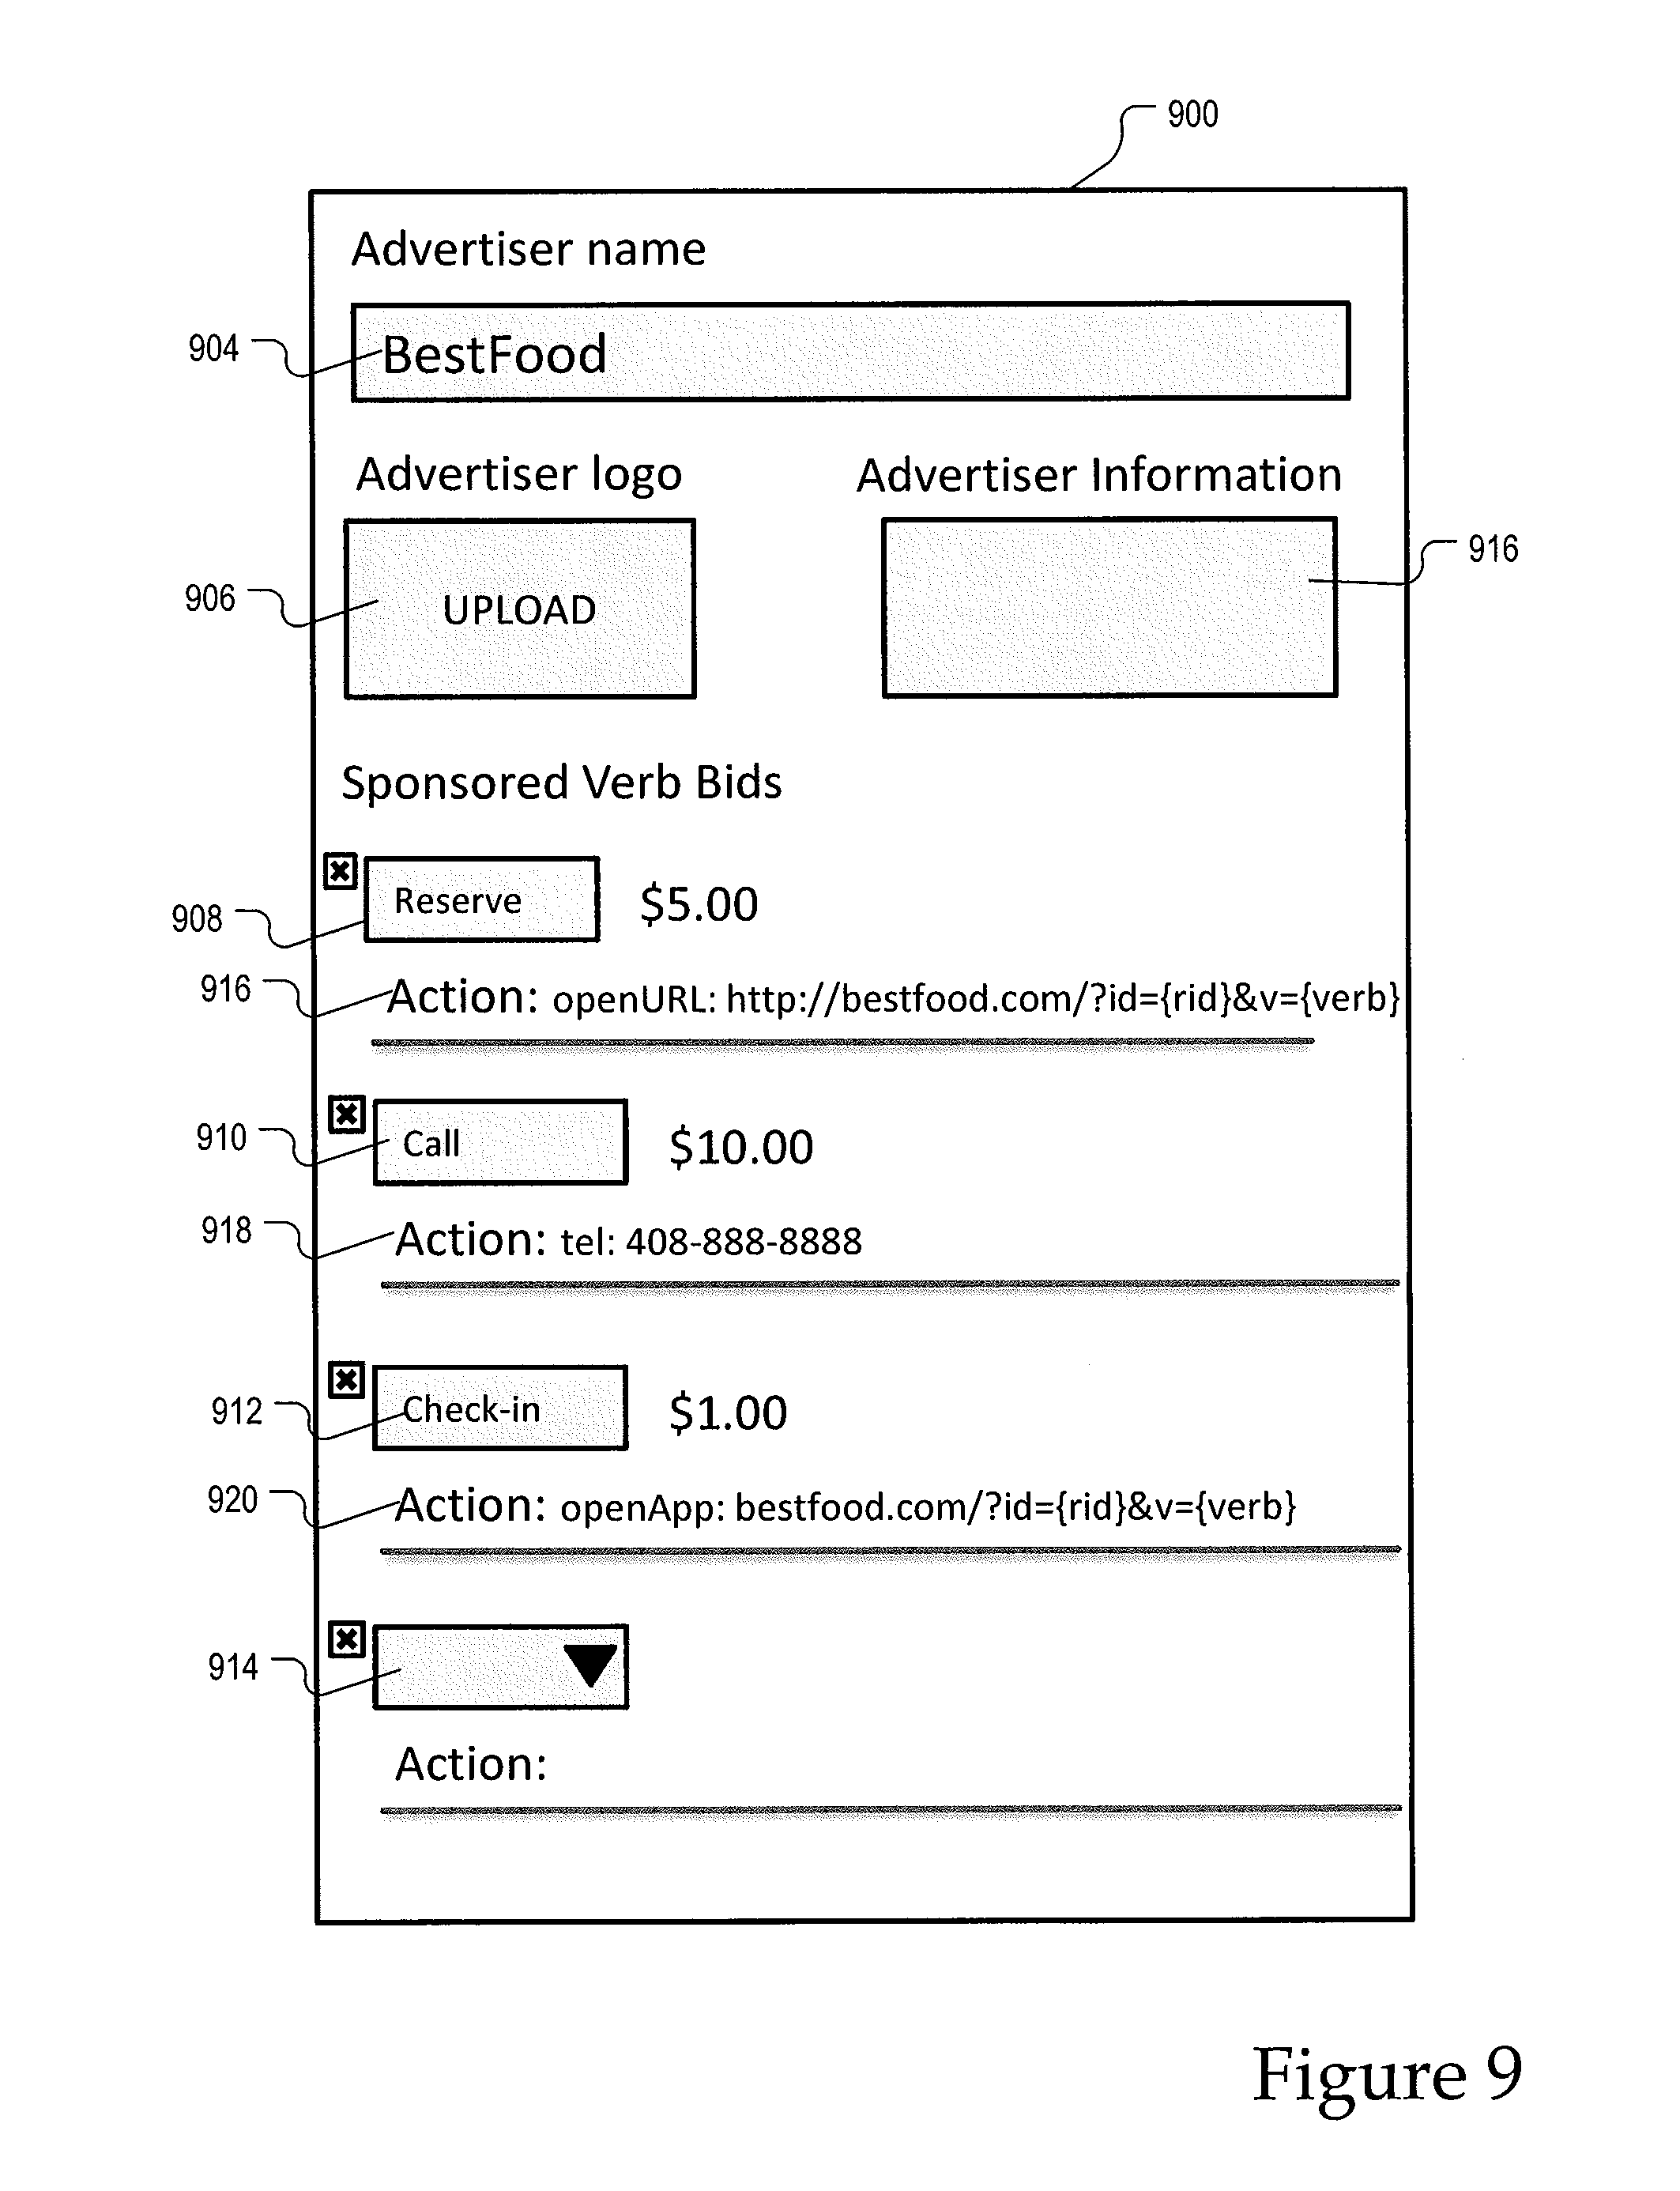 900
Advertiser name
904 BestFood
Advertiser logo Advertiser Information
916
906 UPLOAD
Sponsored Verb Bids
Reserve $5.00
908
916 Action: openURL: http://bestfood.com/?id={rid}&v={verb}
910 Call $10.00
918 Action: tel: 408-888-8888
912 Check-in $1.00
920 Action: openApp: bestfood.com/?id={rid}&v={verb}
914
Action:
Figure 9